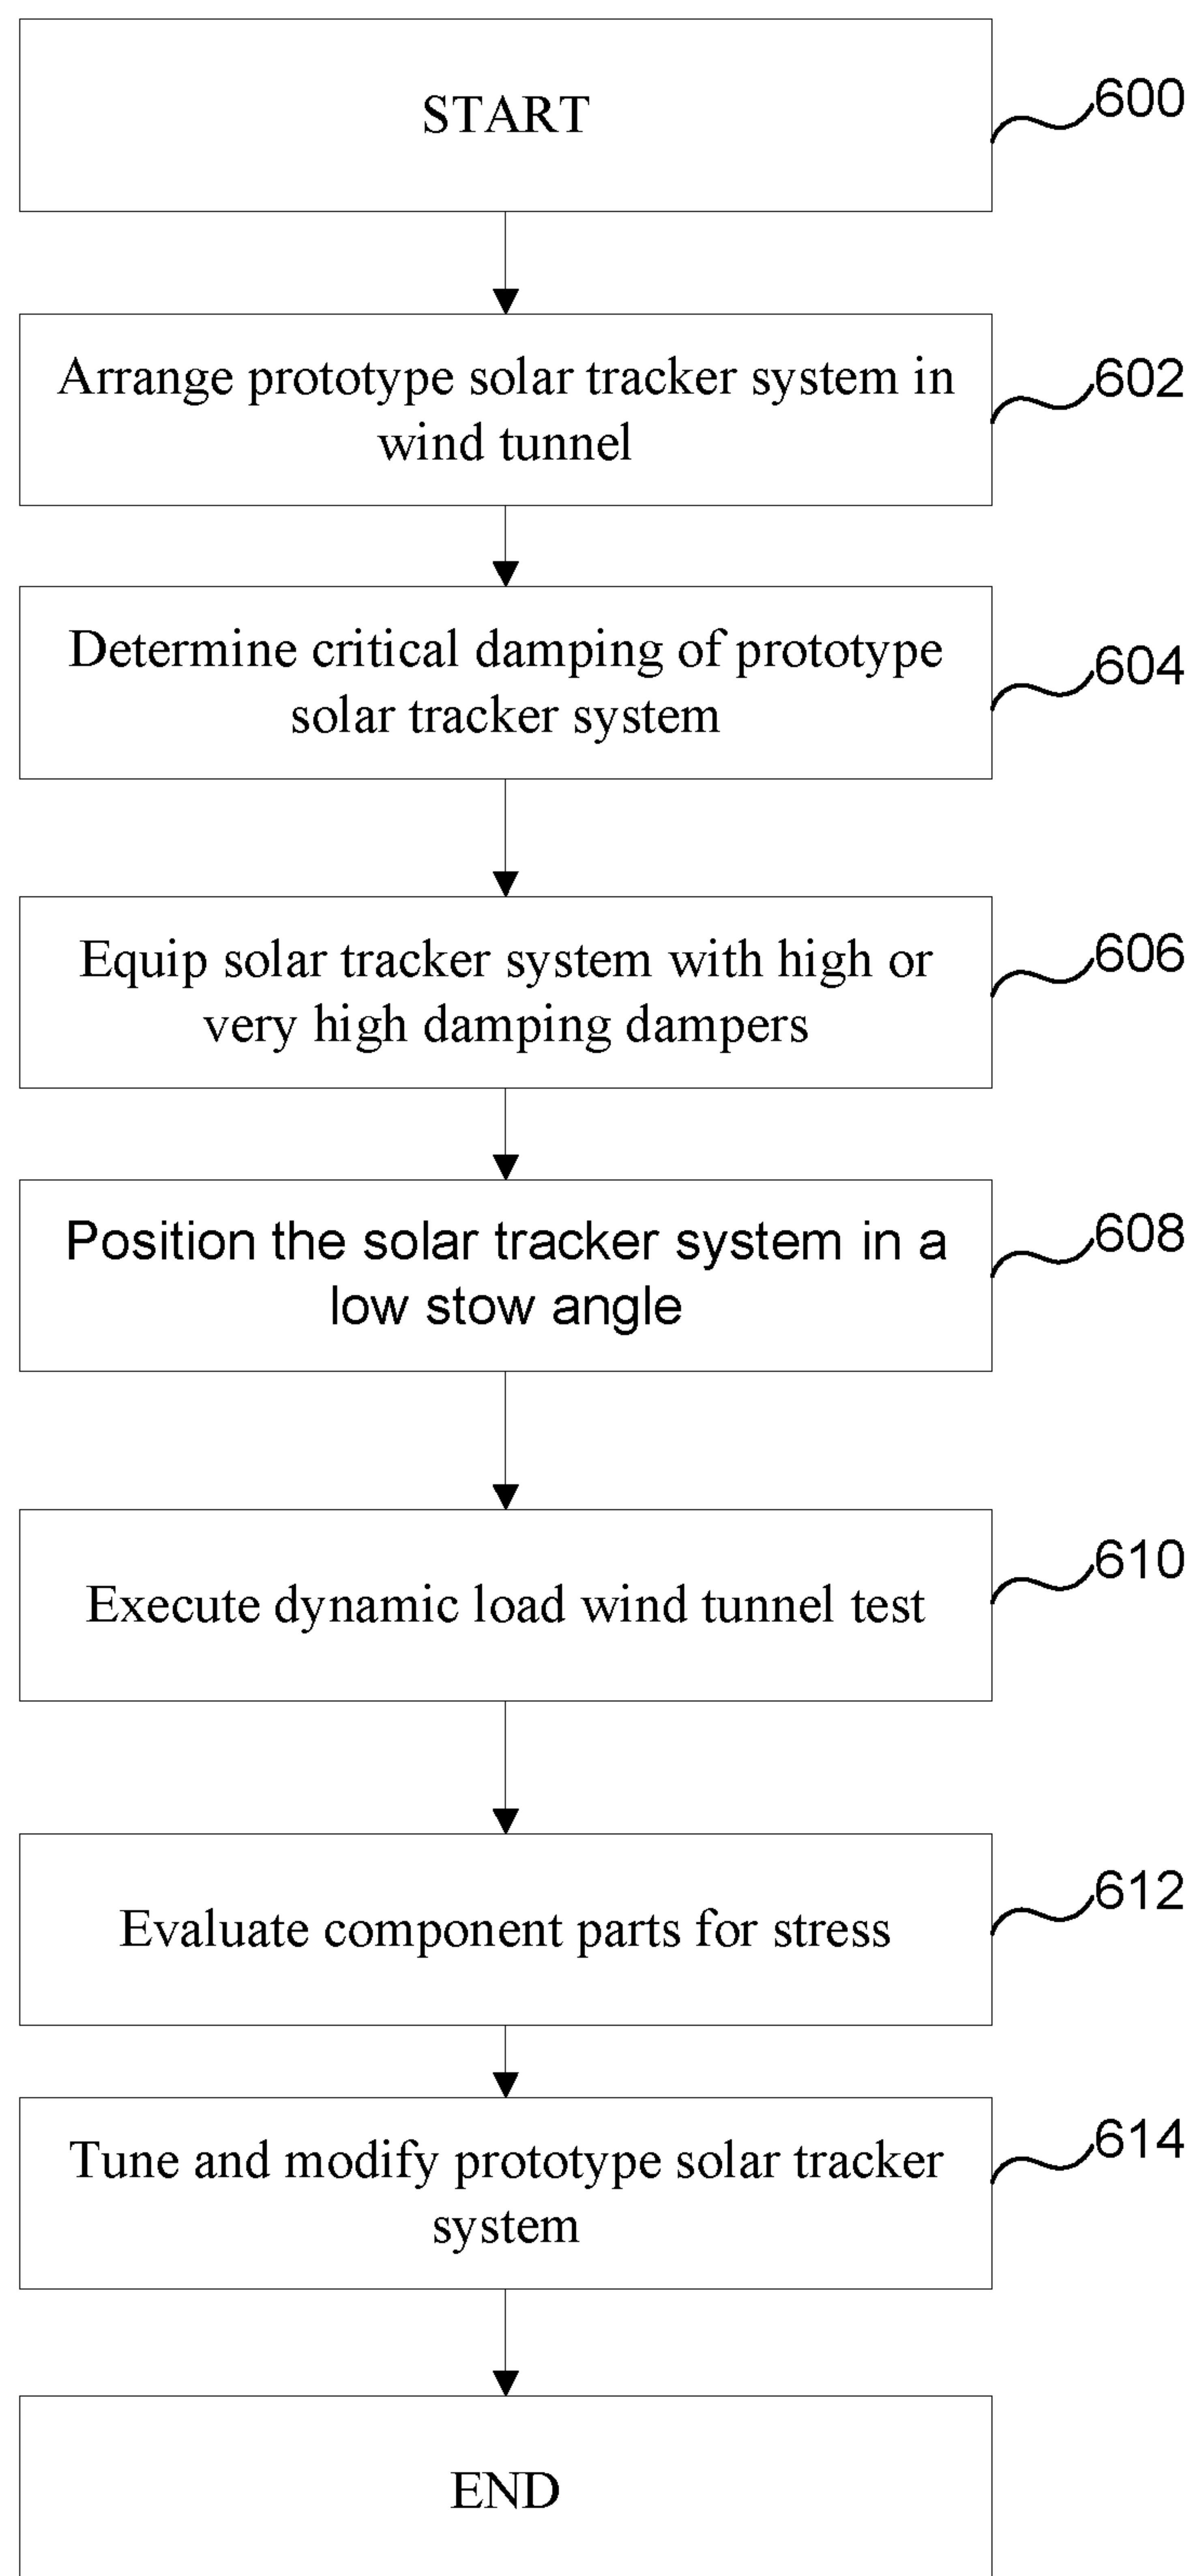 START
600
Arrange prototype solar tracker system in
wind tunnel
602
Determine critical damping of prototype
solar tracker system
604
Equip solar tracker system with high or
very high damping dampers
606
Position the solar tracker system in a
low stow angle
608
Execute dynamic load wind tunnel test
610
Evaluate component parts for stress
612
Tune and modify prototype solar tracker
system
614
END